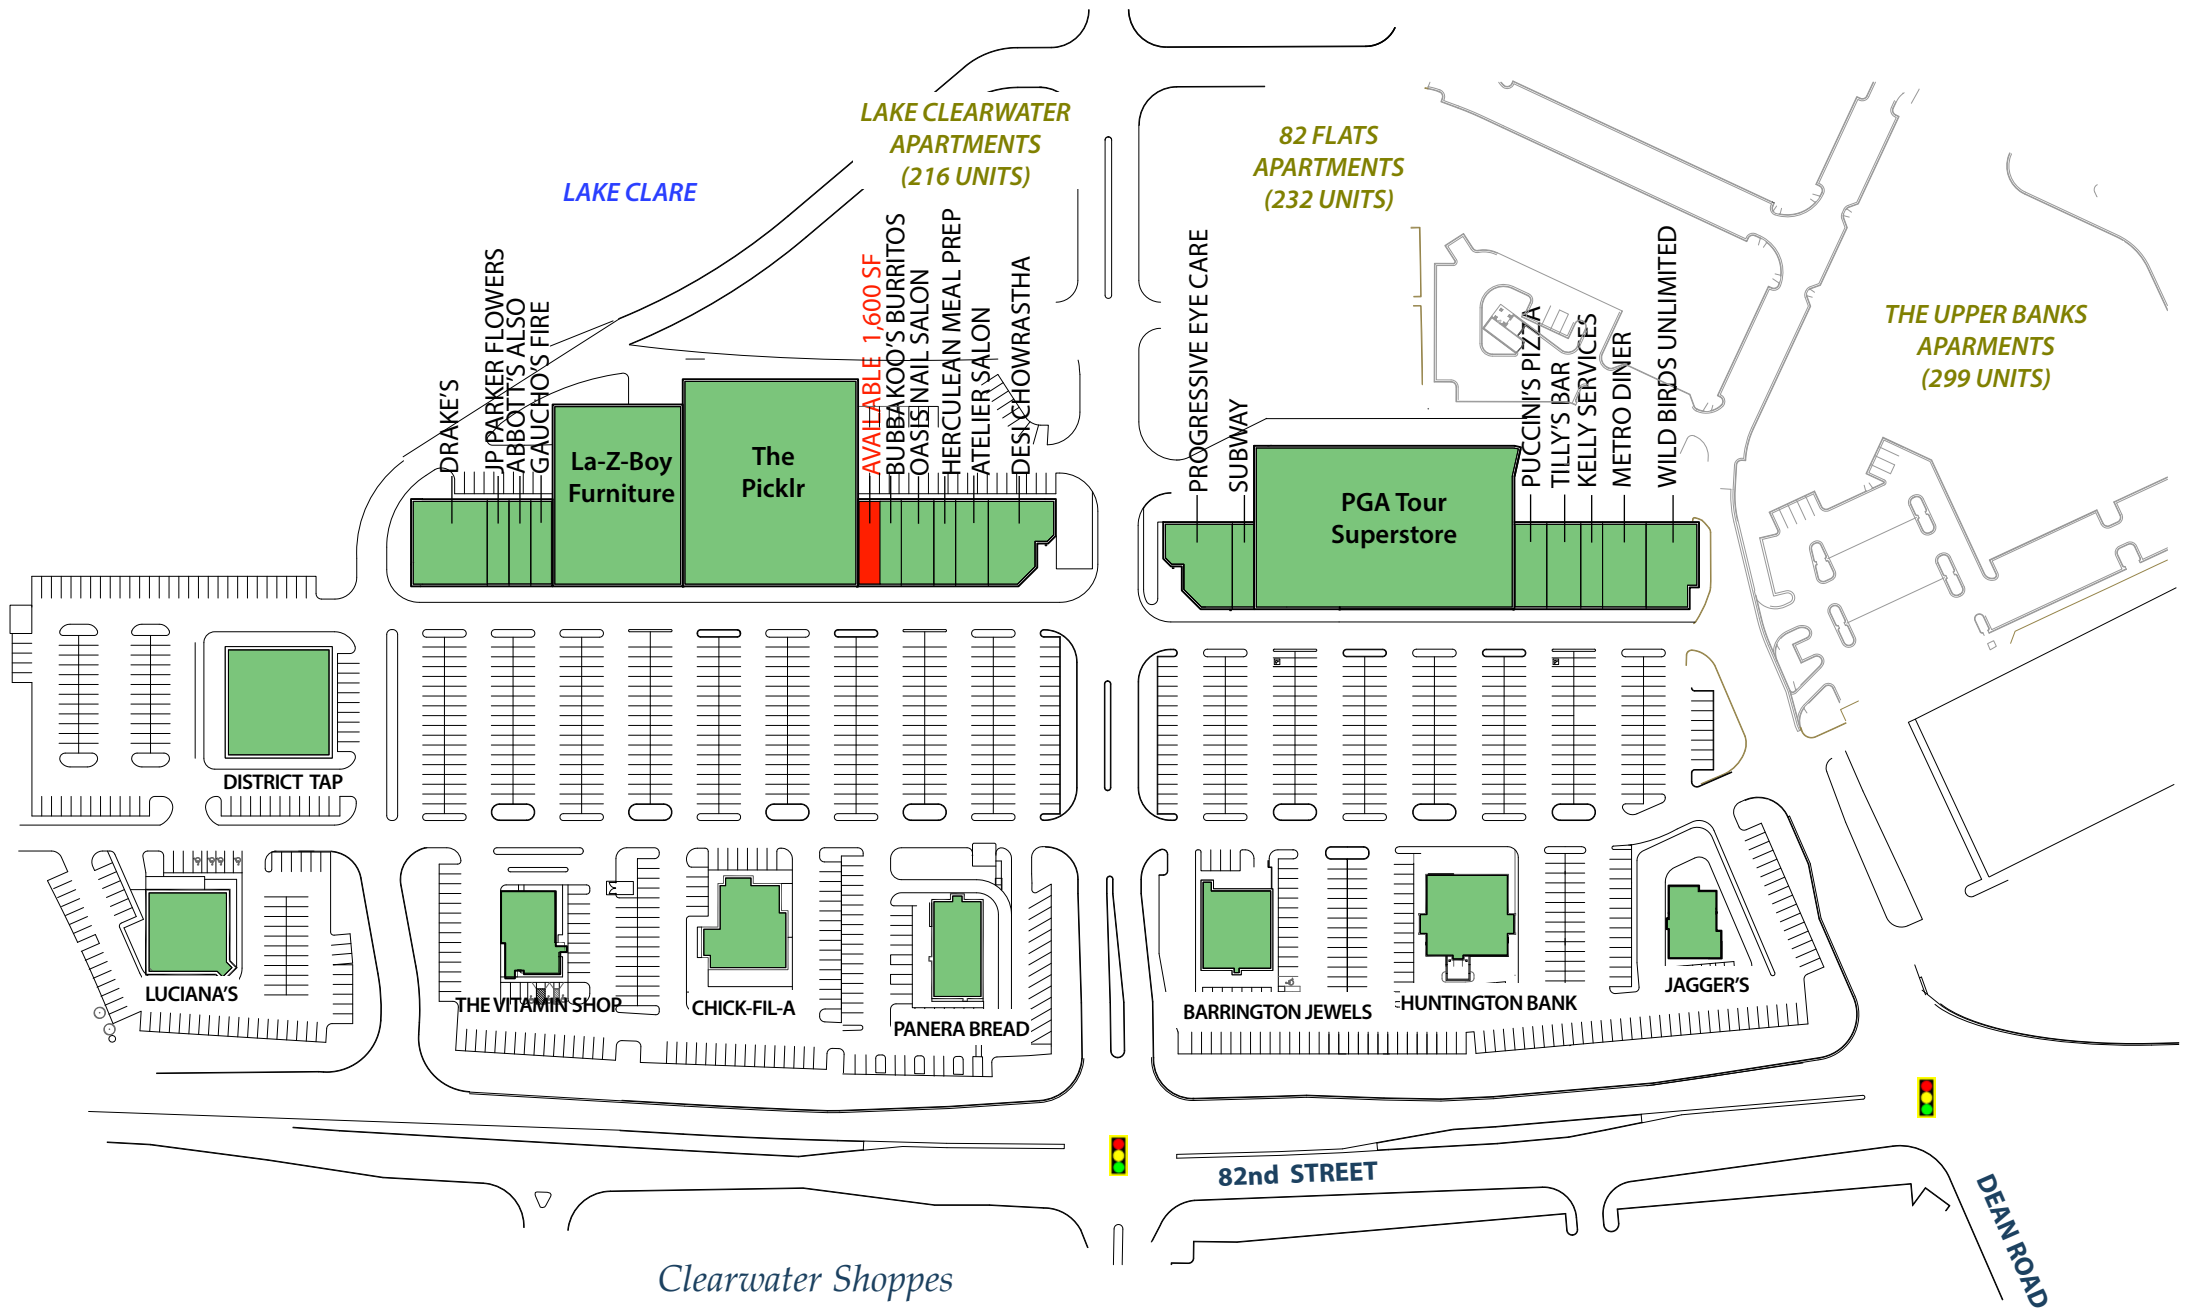 LAKE CLEARWATER
APARTMENTS
(216 UNITS)
82 FLATS
APARTMENTS
(232 UNITS)
LAKE CLARE
THE UPPER BANKS
APARMENTS
(299 UNITS)
DRAKE'S
JP PARKER FLOWERS
ABBOTT'S ALSO
GAUCHO'S FIRE
La-Z-Boy
Furniture
The
Picklr
AVAILABLE 1,600 SF
BUBBAKOO'S BURRITOS
OASIS NAIL SALON
HERCULEAN MEAL PREP
ATELIER SALON
DESI CHOWRASTHA
PROGRESSIVE EYE CARE
SUBWAY
PGA Tour
Superstore
PUCCINI'S PIZZA
TILLY'S BAR
KELLY SERVICES
METRO DINER
WILD BIRDS UNLIMITED
DISTRICT TAP
LUCIANA'S
THE VITAMIN SHOP
CHICK-FIL-A
PANERA BREAD
BARRINGTON JEWELS
HUNTINGTON BANK
JAGGER'S
82nd STREET
DEAN ROAD
Clearwater Shoppes